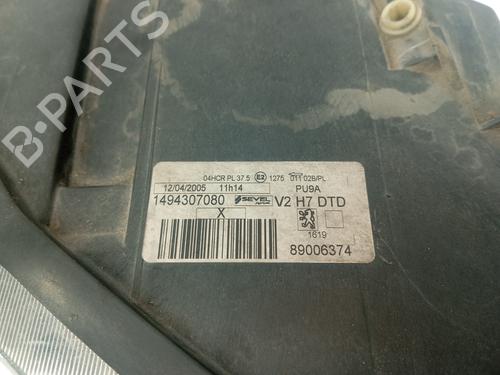 B-PARTS
04HCR PL 37.5 E2 1275 011 02B/PL
12/04/2005 11h14 PU9A
1494307080 SEVEL V2 H7 DTD
X
1619
89006374